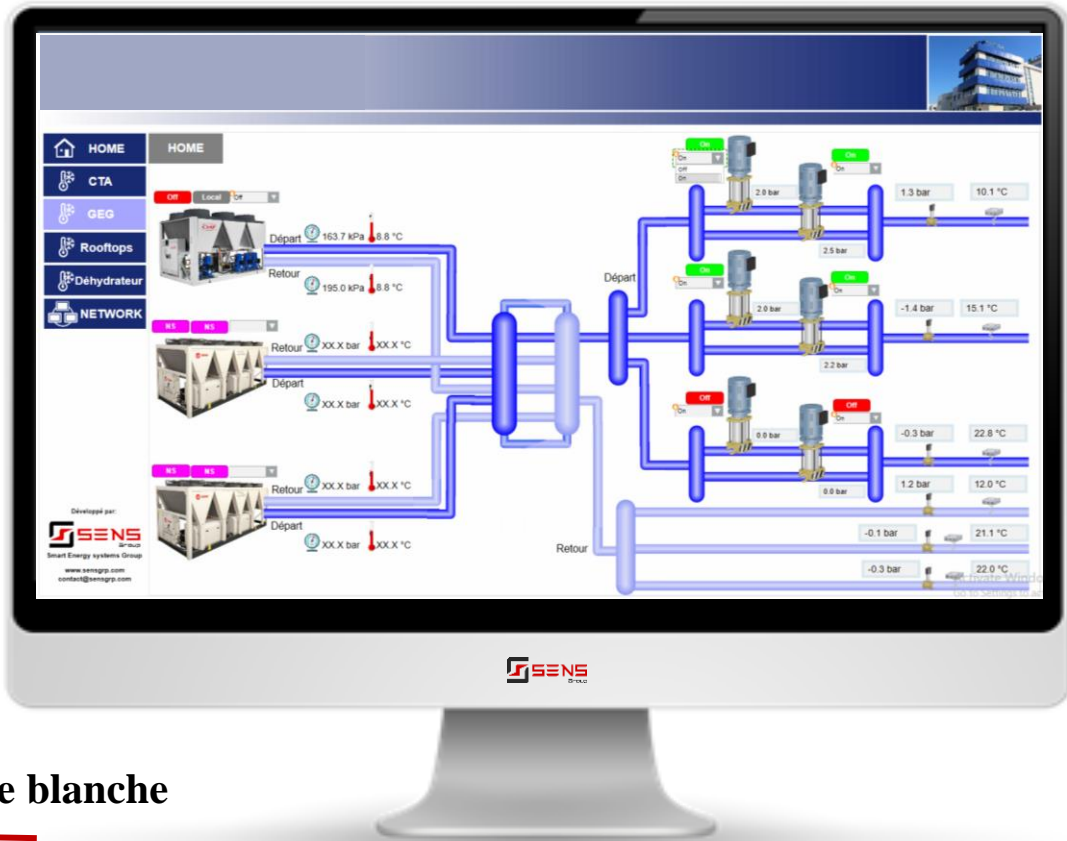 HOME
CTA
GEG
Rooftops
Déhydrateur
NETWORK
HOME
Off Local Off
Départ 163.7 kPa 8.8 °C
Retour
195.0 kPa 8.8 °C
NS NS
Retour XX.X bar XX.X °C
Départ
XX.X bar XX.X °C
NS NS
Retour XX.X bar XX.X °C
Départ
XX.X bar XX.X °C
Développé par:
SENS
Group
Smart Energy systems Group
www.sensgrp.com
contact@sensgrp.com
Départ
On
On
Off
On
On
On
2.0 bar
2.5 bar
1.3 bar 10.1 °C
On
On
On
On
2.0 bar
2.2 bar
-1.4 bar 15.1 °C
Off
On
Off
On
0.0 bar
0.0 bar
-0.3 bar 22.8 °C
1.2 bar 12.0 °C
Retour
-0.1 bar 21.1 °C
-0.3 bar 22.0 °C
SENS
Group
e blanche